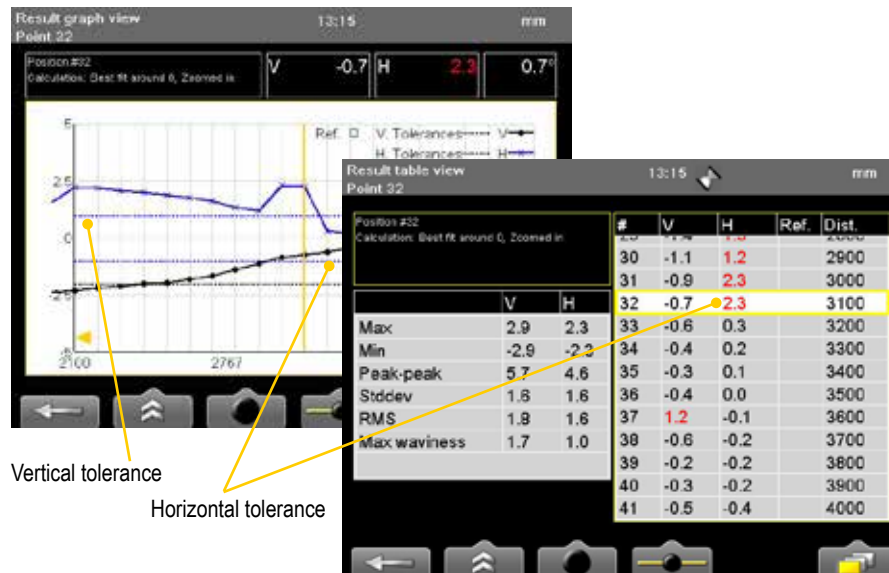 Result graph view 13:15 mm
Point 32
Position #32
Calculation: Best fit around 0, Zoomed in
V -0.7 H 2.3 0.7°
5
Ref. V. Tolerances V
H. Tolerances H
2.5
0
-2.5
2100 2767
Result table view 13:15 mm
Point 32
Position #32
Calculation: Best fit around 0, Zoomed in
V H
Max 2.9 2.3
Min -2.9 -2.3
Peak-peak 5.7 4.6
Stddev 1.6 1.6
RMS 1.8 1.6
Max waviness 1.7 1.0
# V H Ref. Dist.
30 -1.1 1.2 2900
31 -0.9 2.3 3000
32 -0.7 2.3 3100
33 -0.6 0.3 3200
34 -0.4 0.2 3300
35 -0.3 0.1 3400
36 -0.4 0.0 3500
37 1.2 -0.1 3600
38 -0.6 -0.2 3700
39 -0.2 -0.2 3800
40 -0.3 -0.2 3900
41 -0.5 -0.4 4000
Vertical tolerance
Horizontal tolerance